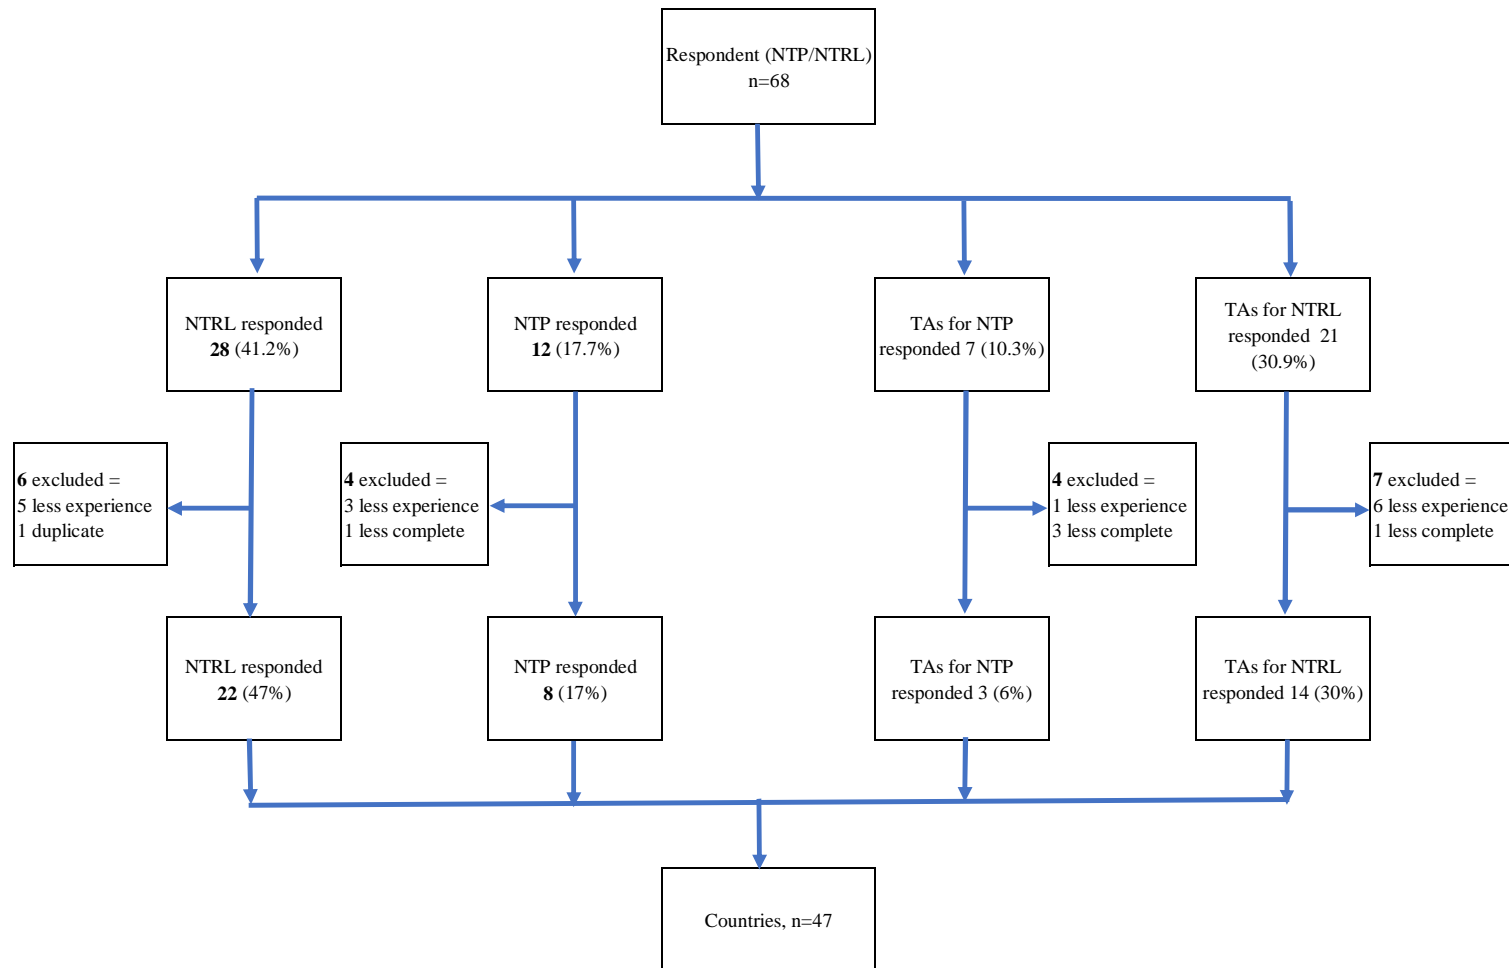 Respondent (NTP/NTRL)
n=68
NTRL responded
28 (41.2%)
NTP responded
12 (17.7%)
TAs for NTP
responded 7 (10.3%)
TAs for NTRL
responded 21
(30.9%)
6 excluded =
5 less experience
1 duplicate
4 excluded =
3 less experience
1 less complete
4 excluded =
1 less experience
3 less complete
7 excluded =
6 less experience
1 less complete
NTRL responded
22 (47%)
NTP responded
8 (17%)
TAs for NTP
responded 3 (6%)
TAs for NTRL
responded 14 (30%)
Countries, n=47